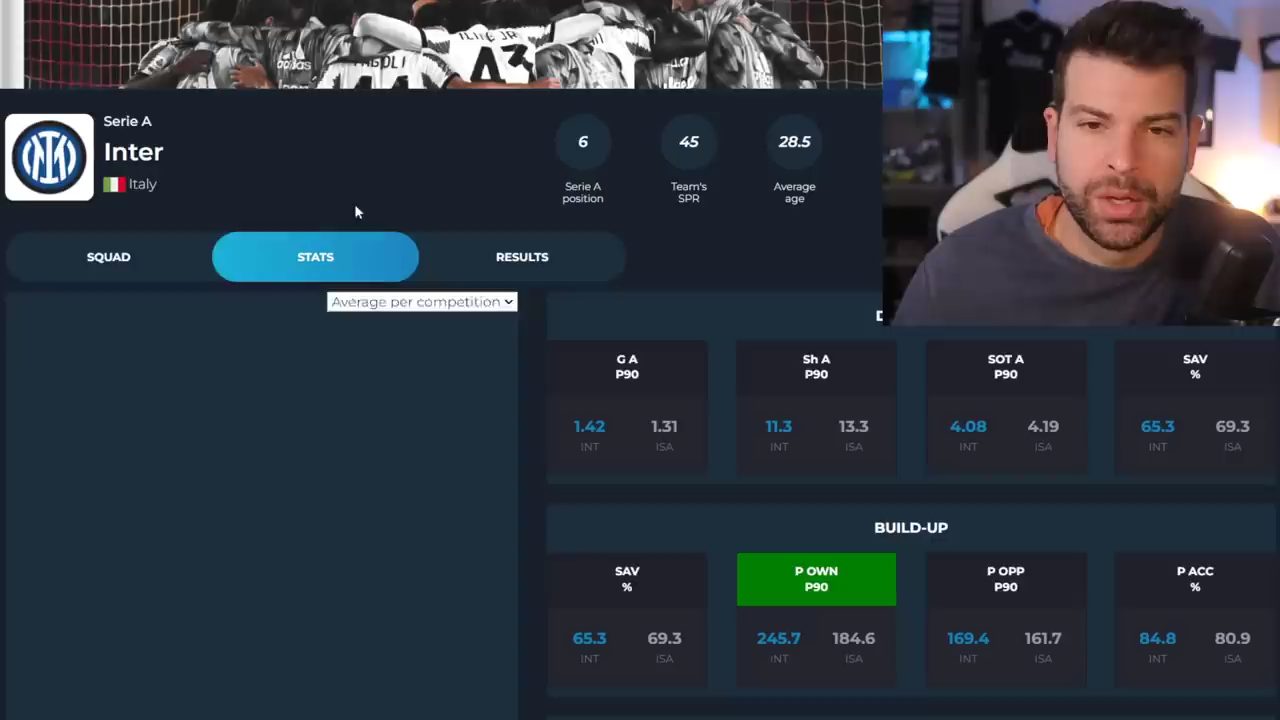 ILING JR
FAGIOLI
43
Serie A
Inter
Italy
6
Serie A
position
45
Team's
SPR
28.5
Average
age
SQUAD
STATS
RESULTS
Average per competition
G A
P90
1.42
INT
1.31
ISA
Sh A
P90
11.3
INT
13.3
ISA
SOT A
P90
4.08
INT
4.19
ISA
SAV
%
65.3
INT
69.3
ISA
BUILD-UP
SAV
%
65.3
INT
69.3
ISA
P OWN
P90
245.7
INT
184.6
ISA
P OPP
P90
169.4
INT
161.7
ISA
P ACC
%
84.8
INT
80.9
ISA